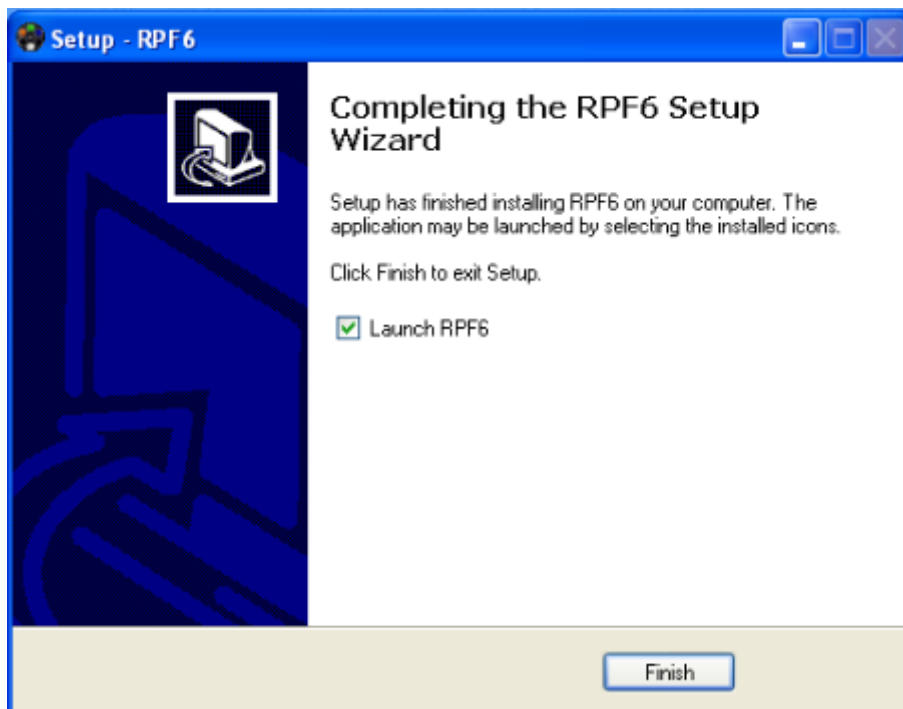 Setup - RPF6
Completing the RPF6 Setup
Wizard
Setup has finished installing RPF6 on your computer. The
application may be launched by selecting the installed icons.
Click Finish to exit Setup.
Launch RPF6
Finish